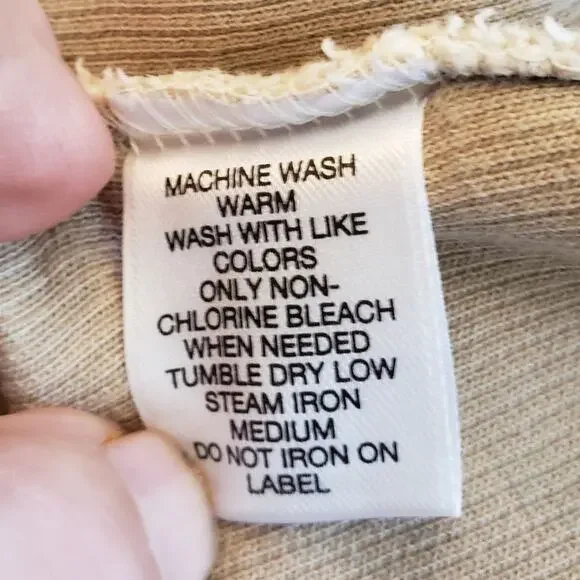 MACHINE WASH
WARM
WASH WITH LIKE
COLORS
ONLY NON-
CHLORINE BLEACH
WHEN NEEDED
TUMBLE DRY LOW
STEAM IRON
MEDIUM
DO NOT IRON ON
LABEL